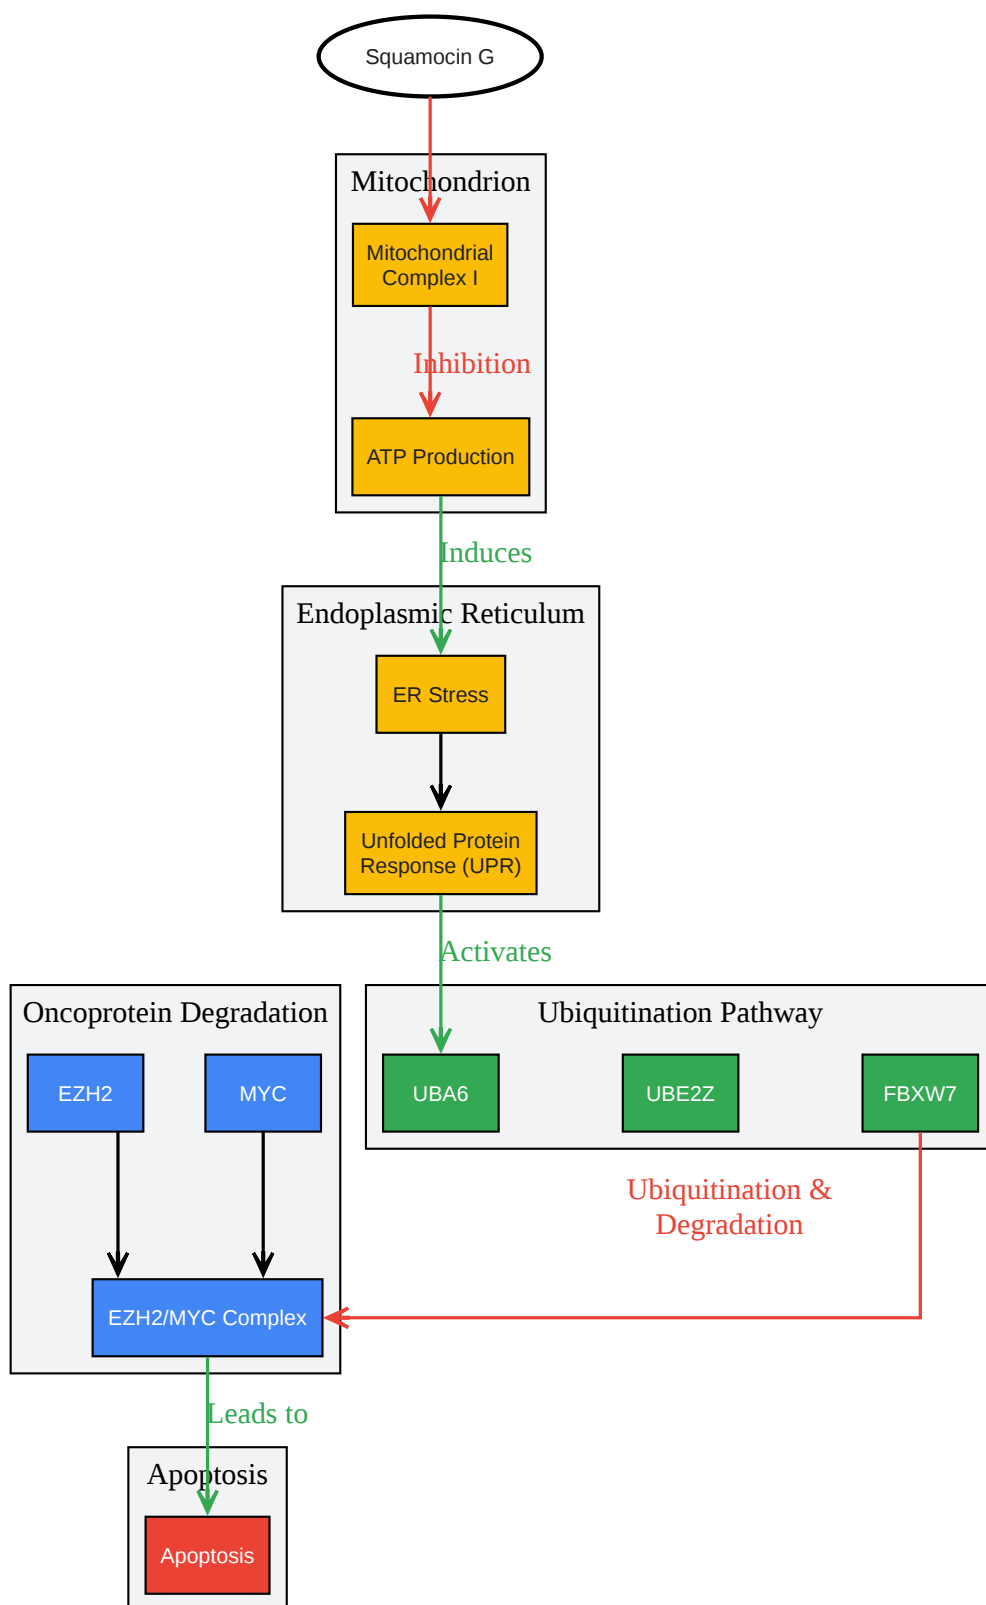 Squamocin G
Mitochondrion
Mitochondrial
Complex I
Inhibition
ATP Production
Induces
Endoplasmic Reticulum
ER Stress
Unfolded Protein
Response (UPR)
Activates
Oncoprotein Degradation
Ubiquitination Pathway
EZH2
MYC
UBA6
UBE2Z
FBXW7
Ubiquitination &
Degradation
EZH2/MYC Complex
Leads to
Apoptosis
Apoptosis